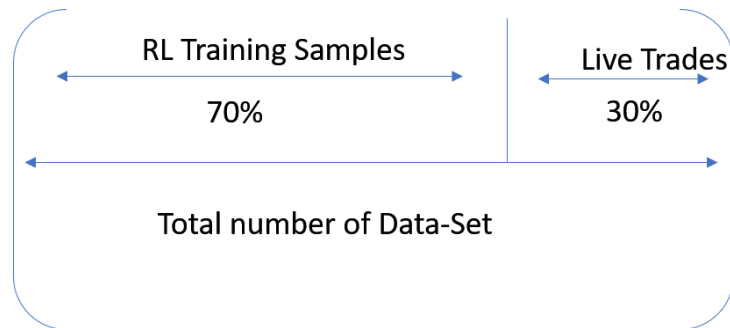 RL Training Samples
Live Trades
70%
30%
Total number of Data-Set